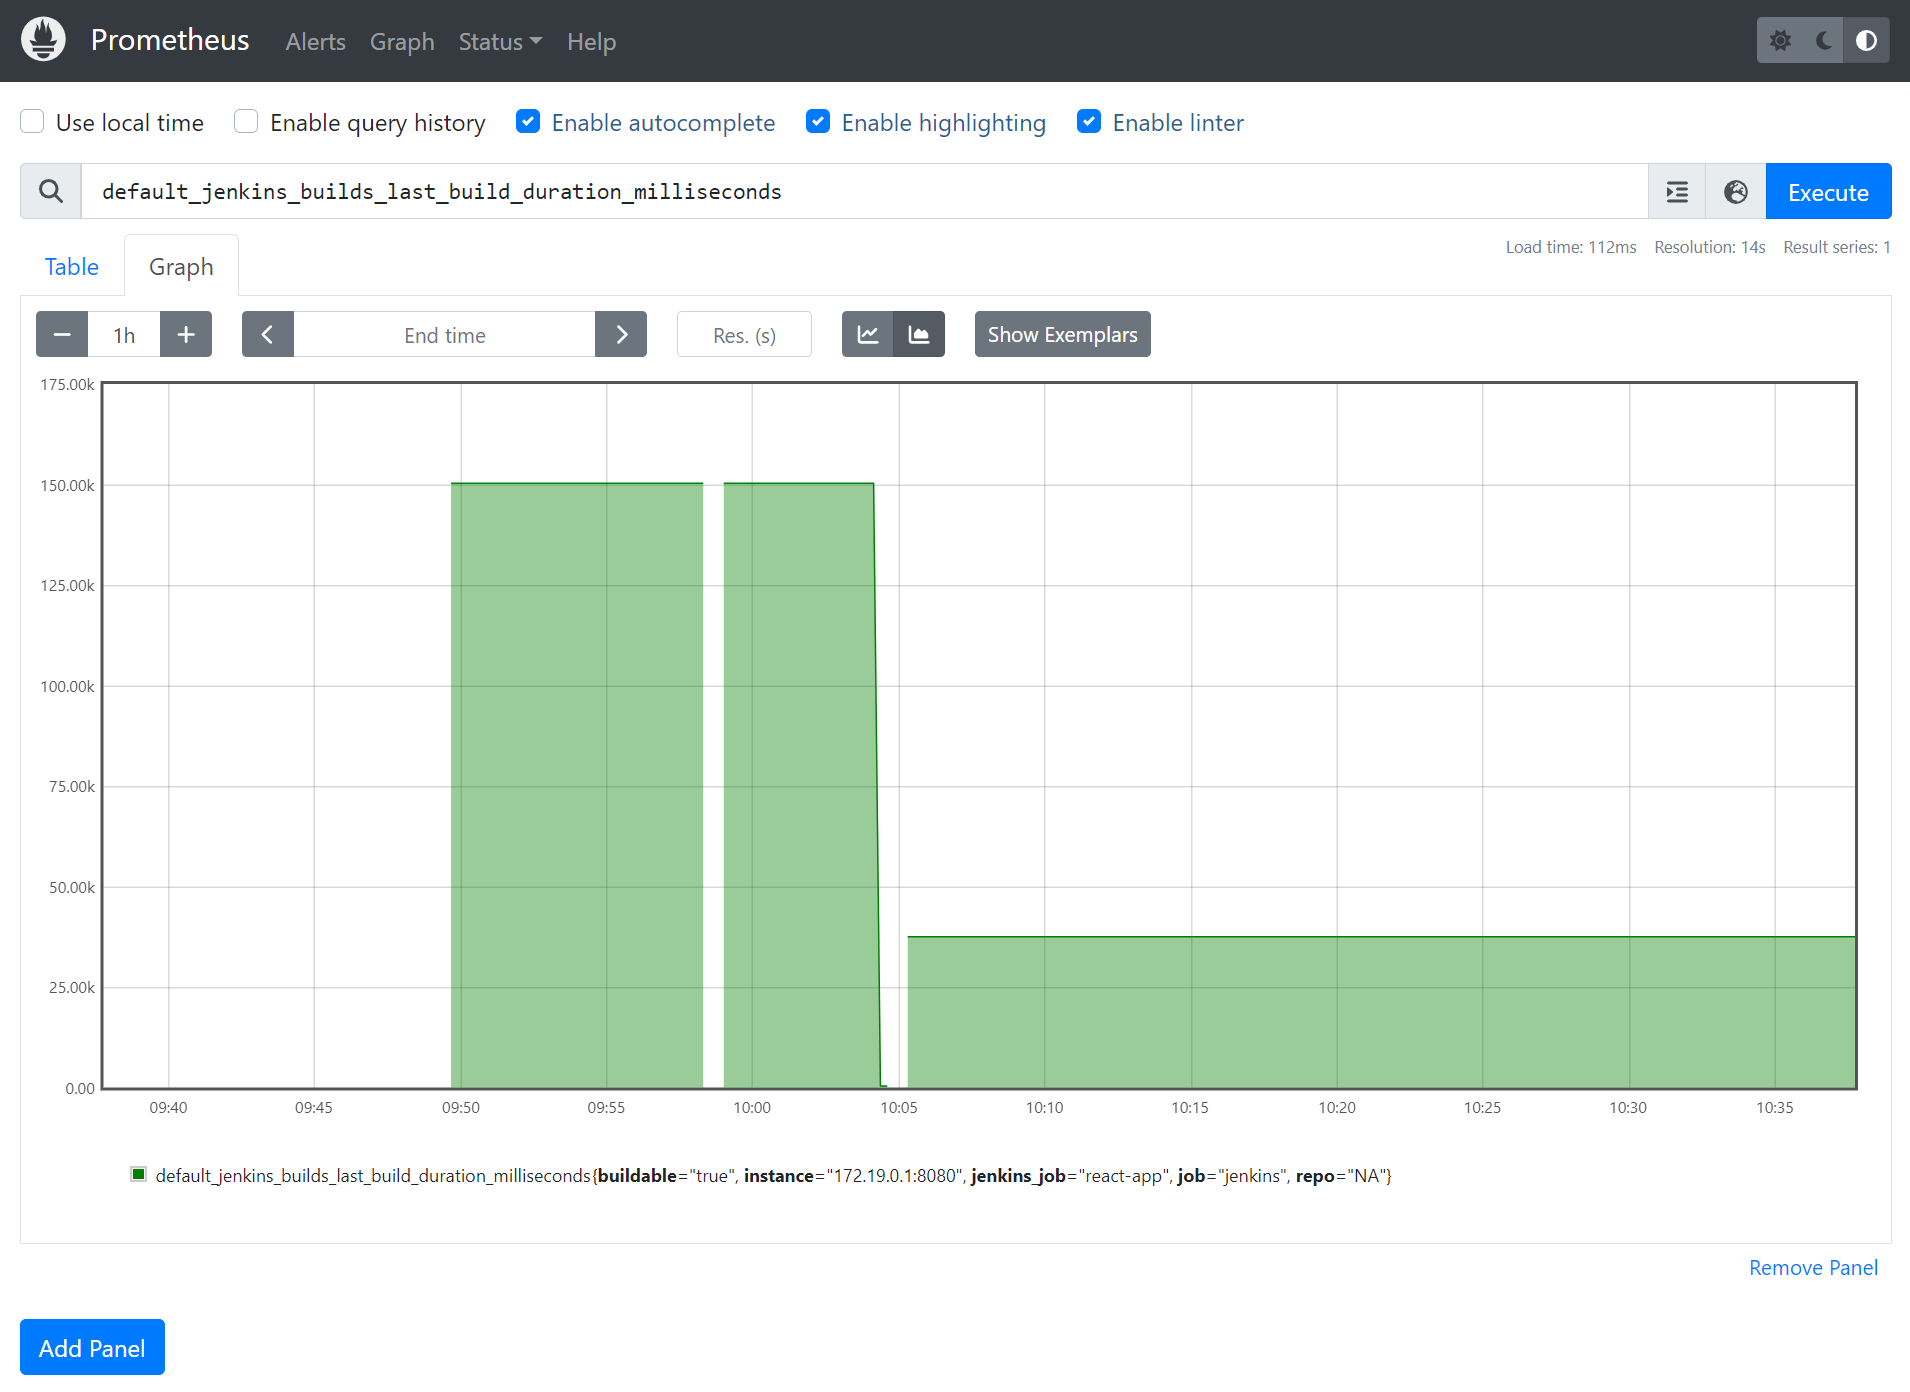 Prometheus Alerts Graph Status Help
Use local time Enable query history Enable autocomplete Enable highlighting Enable linter
default_jenkins_builds_last_build_duration_milliseconds Execute
Load time: 112ms Resolution: 14s Result series: 1
Table Graph
1h End time Res. (s) Show Exemplars
175.00k
150.00k
125.00k
100.00k
75.00k
50.00k
25.00k
0.00
09:40 09:45 09:50 09:55 10:00 10:05 10:10 10:15 10:20 10:25 10:30 10:35
default_jenkins_builds_last_build_duration_milliseconds{buildable="true", instance="172.19.0.1:8080", jenkins_job="react-app", job="jenkins", repo="NA"}
Remove Panel
Add Panel